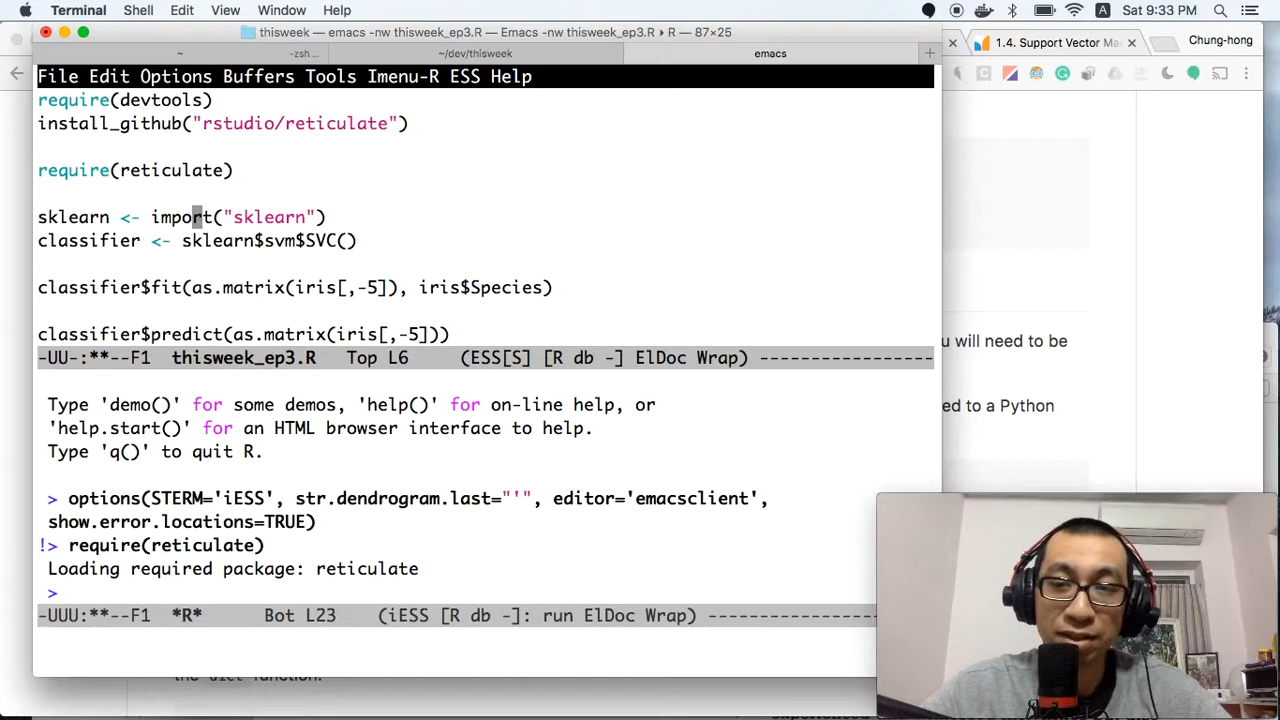 Terminal Shell Edit View Window Help Sat 9:33 PM
thisweek — emacs -nw thisweek_ep3.R — Emacs -nw thisweek_ep3.R ▸ R — 87×25
~ -zsh ... ~/dev/thisweek emacs
1.4. Support Vector Ma Chung-hong
File Edit Options Buffers Tools Imenu-R ESS Help
require(devtools)
install_github("rstudio/reticulate")
require(reticulate)
sklearn <- import("sklearn")
classifier <- sklearn$svm$SVC()
classifier$fit(as.matrix(iris[,-5]), iris$Species)
classifier$predict(as.matrix(iris[,-5]))
u will need to be
-UU-:**--F1 thisweek_ep3.R Top L6 (ESS[S] [R db -] ElDoc Wrap) -----------------
ed to a Python
Type 'demo()' for some demos, 'help()' for on-line help, or
'help.start()' for an HTML browser interface to help.
Type 'q()' to quit R.
> options(STERM='iESS', str.dendrogram.last="'", editor='emacsclient',
show.error.locations=TRUE)
!> require(reticulate)
Loading required package: reticulate
>
-UUU:**--F1 *R* Bot L23 (iESS [R db -]: run ElDoc Wrap) ----------------------
the dict function.